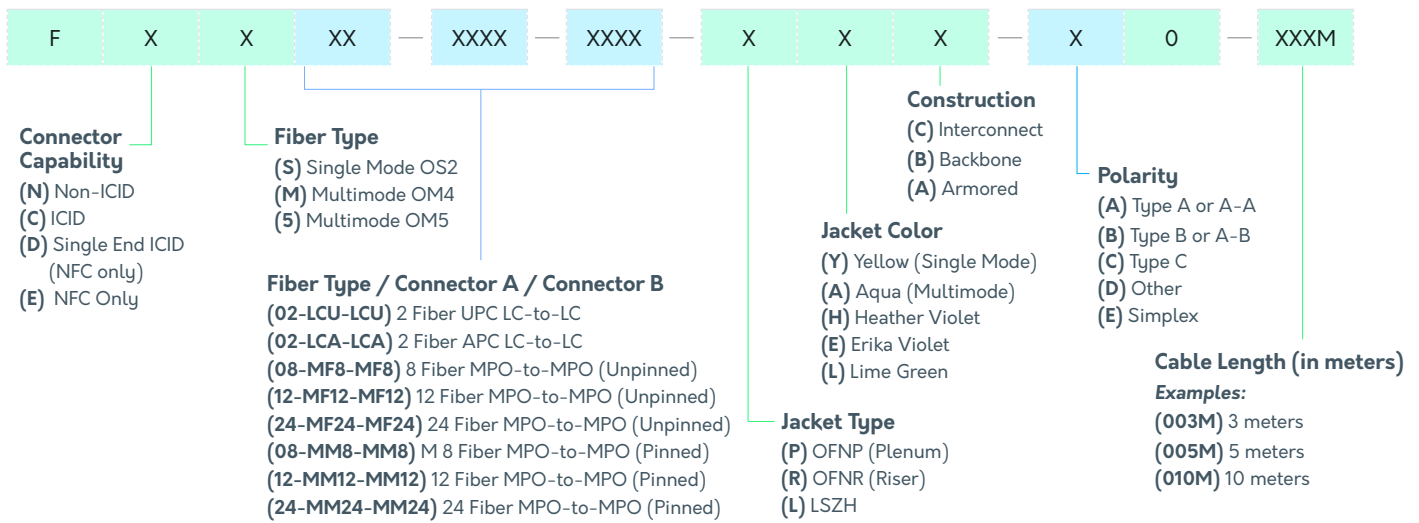 F X X XX — XXXX — XXXX — X X X — X 0 — XXXM
Connector
Capability
(N) Non-ICID
(C) ICID
(D) Single End ICID
(NFC only)
(E) NFC Only
Fiber Type
(S) Single Mode OS2
(M) Multimode OM4
(5) Multimode OM5
Fiber Type / Connector A / Connector B
(02-LCU-LCU) 2 Fiber UPC LC-to-LC
(02-LCA-LCA) 2 Fiber APC LC-to-LC
(08-MF8-MF8) 8 Fiber MPO-to-MPO (Unpinned)
(12-MF12-MF12) 12 Fiber MPO-to-MPO (Unpinned)
(24-MF24-MF24) 24 Fiber MPO-to-MPO (Unpinned)
(08-MM8-MM8) M 8 Fiber MPO-to-MPO (Pinned)
(12-MM12-MM12) 12 Fiber MPO-to-MPO (Pinned)
(24-MM24-MM24) 24 Fiber MPO-to-MPO (Pinned)
Jacket Type
(P) OFNP (Plenum)
(R) OFNR (Riser)
(L) LSZH
Jacket Color
(Y) Yellow (Single Mode)
(A) Aqua (Multimode)
(H) Heather Violet
(E) Erika Violet
(L) Lime Green
Construction
(C) Interconnect
(B) Backbone
(A) Armored
Polarity
(A) Type A or A-A
(B) Type B or A-B
(C) Type C
(D) Other
(E) Simplex
Cable Length (in meters)
Examples:
(003M) 3 meters
(005M) 5 meters
(010M) 10 meters